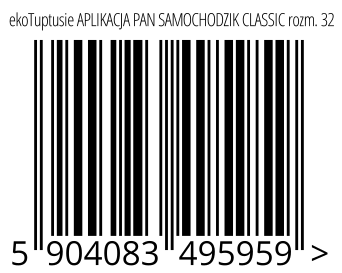 ekoTuptusie APLIKACJA PAN SAMOCHODZIK CLASSIC rozm. 32
5 904083 495959 >